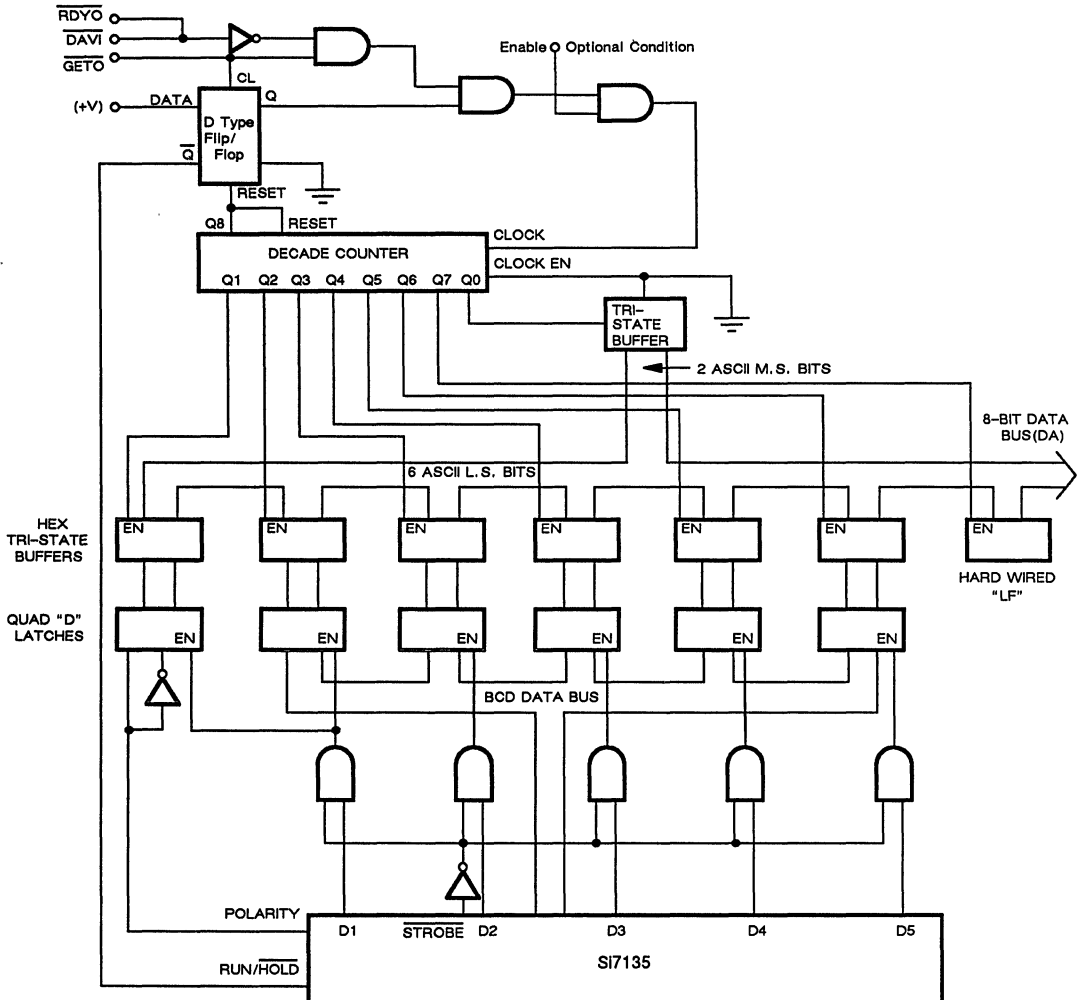 RDYO
DAVI
GETO
Enable Optional Condition
CL
(+V) DATA Q
D Type
Flip/
Flop
Q
RESET
Q8 RESET
CLOCK
DECADE COUNTER
CLOCK EN
Q1 Q2 Q3 Q4 Q5 Q6 Q7 Q0
TRI-
STATE
BUFFER
2 ASCII M.S. BITS
8-BIT DATA
BUS(DA)
6 ASCII L.S. BITS
HEX
TRI-STATE
BUFFERS
EN EN EN EN EN EN EN
HARD WIRED
"LF"
QUAD "D"
LATCHES
EN EN EN EN EN EN
BCD DATA BUS
POLARITY
D1 STROBE D2 D3 D4 D5
RUN/HOLD
Si7135